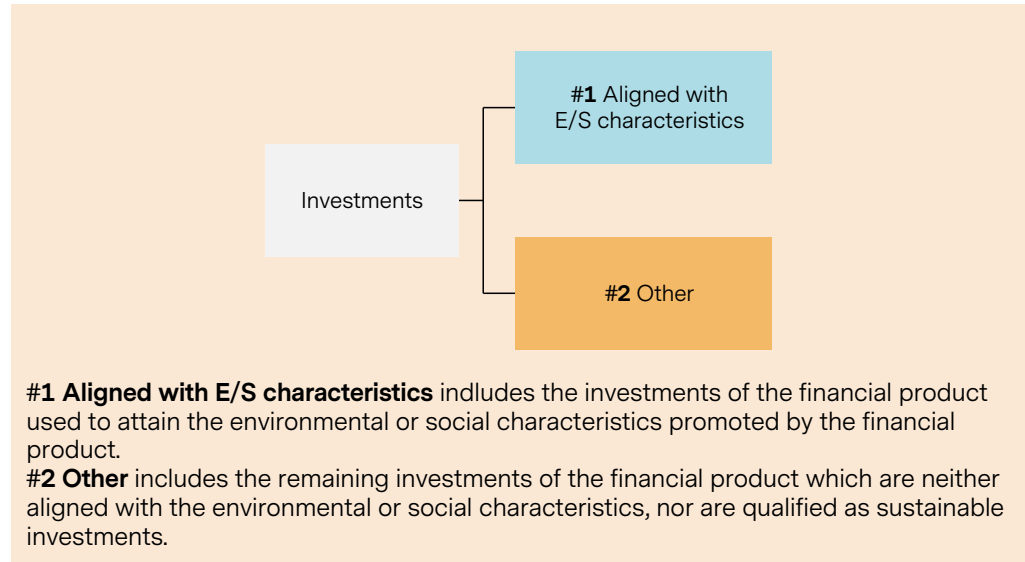 #1 Aligned with
E/S characteristics
Investments
#2 Other
#1 Aligned with E/S characteristics indludes the investments of the financial product
used to attain the environmental or social characteristics promoted by the financial
product.
#2 Other includes the remaining investments of the financial product which are neither
aligned with the environmental or social characteristics, nor are qualified as sustainable
investments.